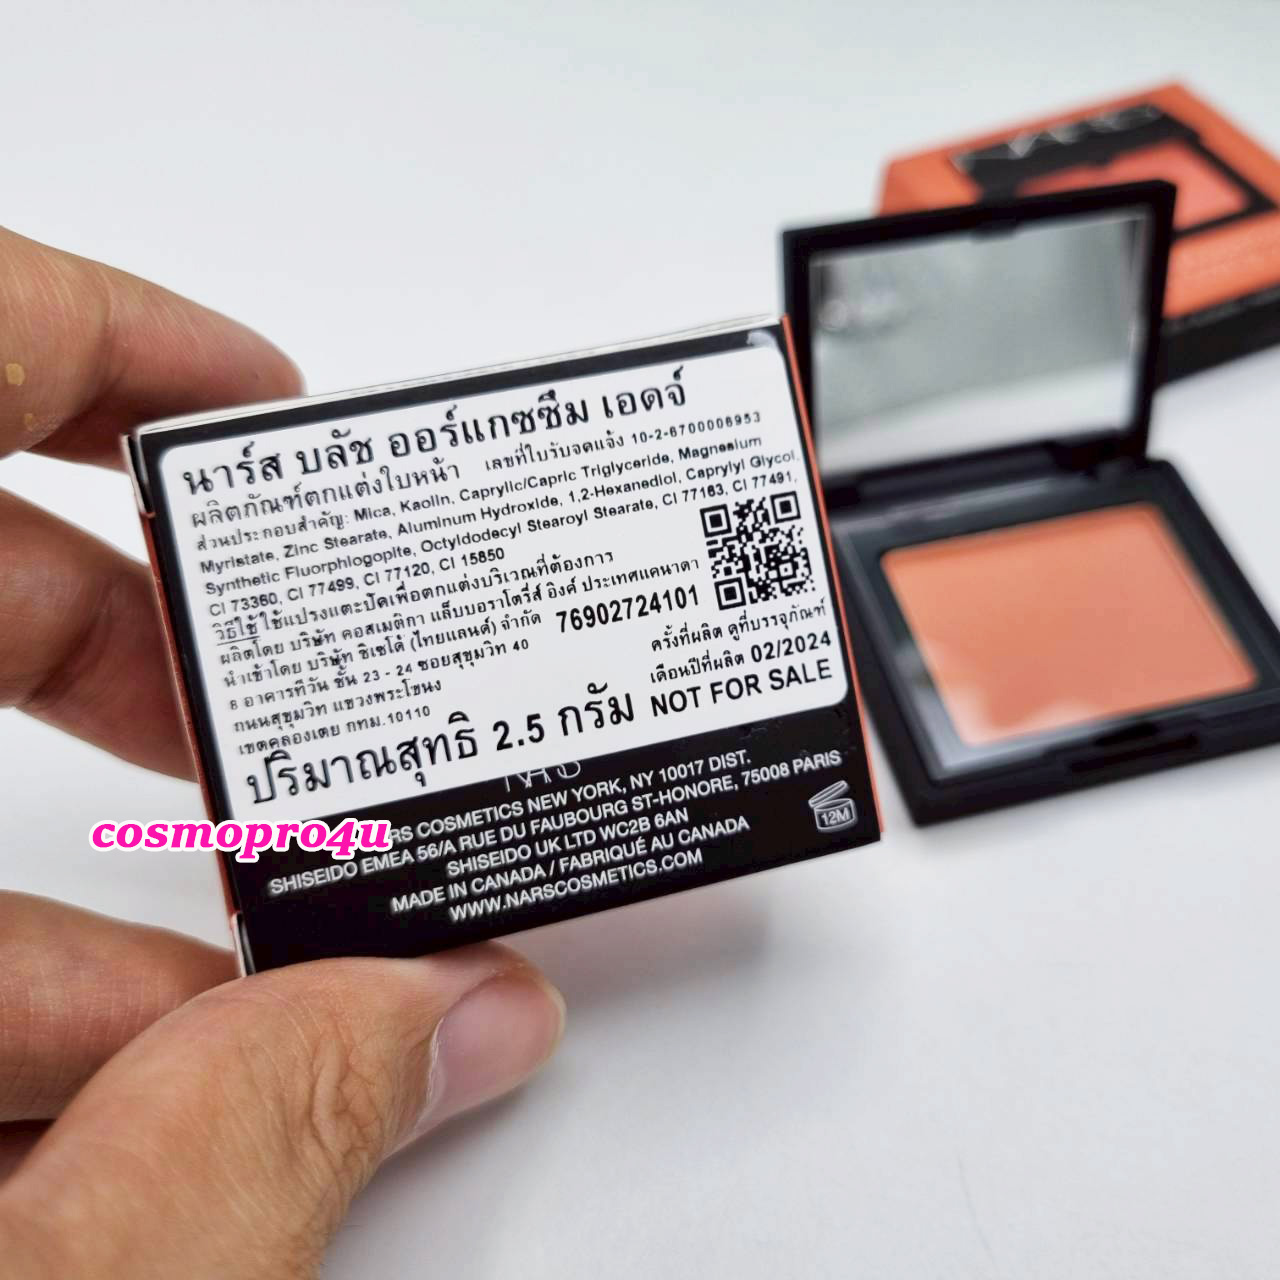 นาร์ส บลัช ออร์แกซซึม เอดจ์
ผลิตภัณฑ์ตกแต่งใบหน้า เลขที่ใบรับจดแจ้ง 10-2-6700006953
ส่วนประกอบสำคัญ: Mica, Kaolin, Caprylic/Capric Triglyceride, Magnesium
Myristate, Zinc Stearate, Aluminum Hydroxide, 1,2-Hexanediol, Caprylyl Glycol,
Synthetic Fluorphlogopite, Octyldodecyl Stearoyl Stearate, CI 77163, CI 77491,
CI 73360, CI 77499, CI 77120, CI 15850
วิธีใช้ ใช้แปรงแตะปัดเพื่อตกแต่งบริเวณที่ต้องการ
ผลิตโดย บริษัท คอสเมติกา แล็บบอราโตรี่ส์ อิงค์ ประเทศแคนาดา
นำเข้าโดย บริษัท ชิเซโด้ (ไทยแลนด์) จำกัด 76902724101
8 อาคารทีวัน ชั้น 23 - 24 ซอยสุขุมวิท 40
ถนนสุขุมวิท แขวงพระโขนง
เขตคลองเตย กทม.10110
ครั้งที่ผลิต ดูที่บรรจุภัณฑ์
เดือนปีที่ผลิต 02/2024
ปริมาณสุทธิ 2.5 กรัม NOT FOR SALE
NARS
RS COSMETICS NEW YORK, NY 10017 DIST.
SHISEIDO EMEA 56/A RUE DU FAUBOURG ST-HONORE, 75008 PARIS
SHISEIDO UK LTD WC2B 6AN
MADE IN CANADA / FABRIQUÉ AU CANADA
WWW.NARSCOSMETICS.COM
12M
cosmopro4u